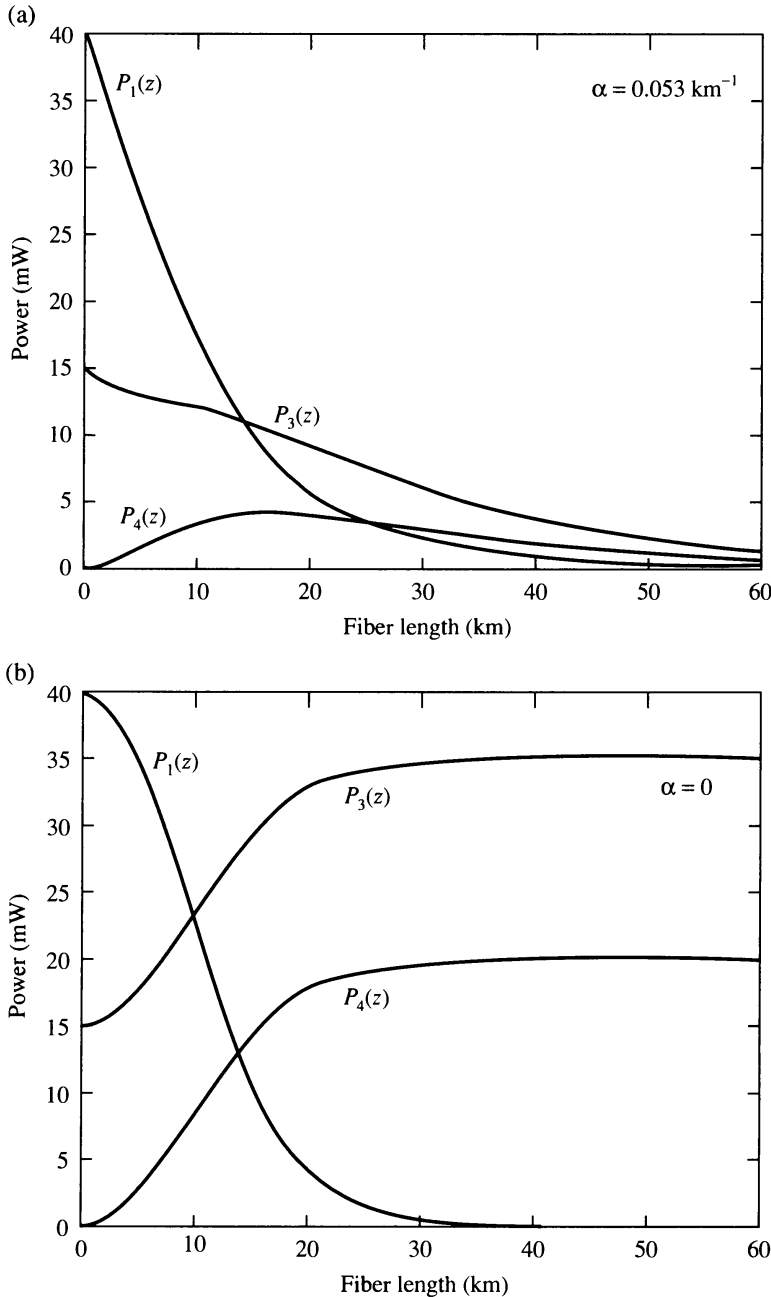 (a)
40
35
30
25
20
15
10
5
0
Power (mW)
P₁(z)
α = 0.053 km⁻¹
P₃(z)
P₄(z)
0 10 20 30 40 50 60
Fiber length (km)
(b)
40
35
30
25
20
15
10
5
0
Power (mW)
P₁(z)
P₃(z)
α = 0
P₄(z)
0 10 20 30 40 50 60
Fiber length (km)